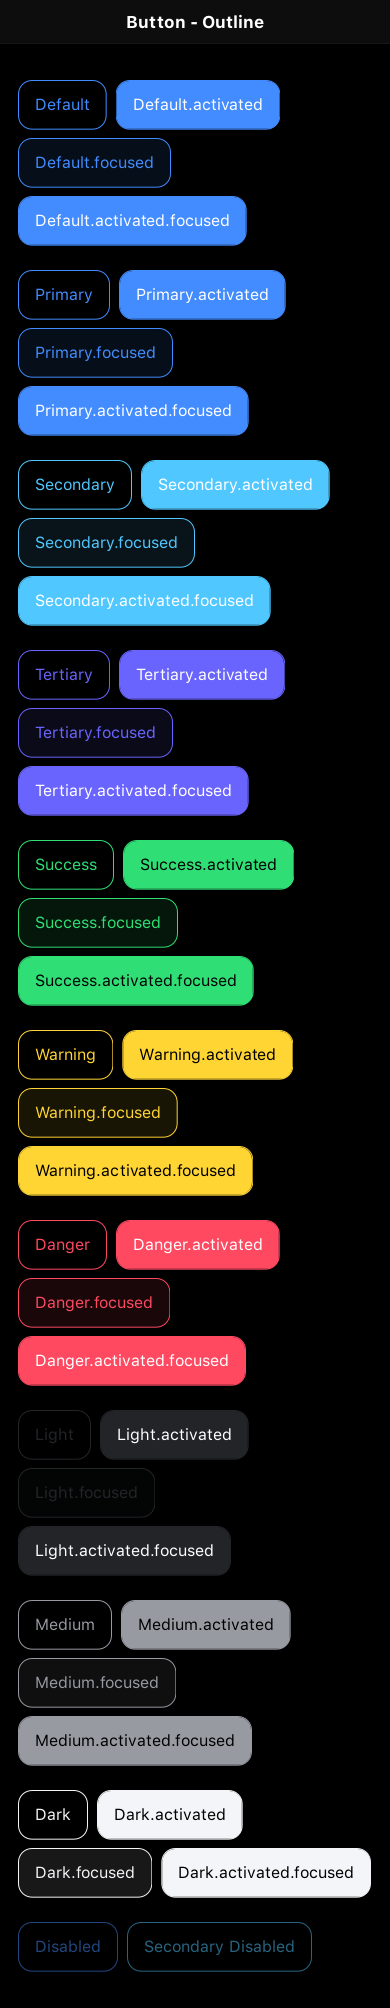 Button - Outline
Default Default.activated
Default.focused
Default.activated.focused
Primary Primary.activated
Primary.focused
Primary.activated.focused
Secondary Secondary.activated
Secondary.focused
Secondary.activated.focused
Tertiary Tertiary.activated
Tertiary.focused
Tertiary.activated.focused
Success Success.activated
Success.focused
Success.activated.focused
Warning Warning.activated
Warning.focused
Warning.activated.focused
Danger Danger.activated
Danger.focused
Danger.activated.focused
Light Light.activated
Light.focused
Light.activated.focused
Medium Medium.activated
Medium.focused
Medium.activated.focused
Dark Dark.activated
Dark.focused Dark.activated.focused
Disabled Secondary Disabled